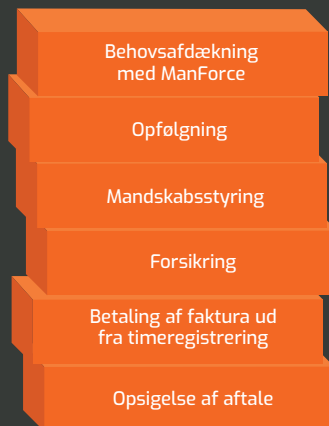 Behovsafdækning
med ManForce
Opfølgning
Mandskabsstyring
Forsikring
Betaling af faktura ud
fra timeregistrering
Opsigelse af aftale